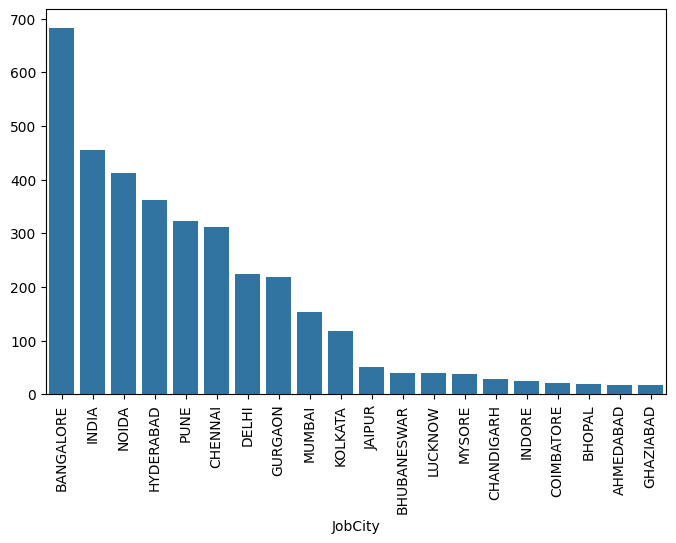 700
600
500
400
300
200
100
0
BANGALORE
INDIA
NOIDA
HYDERABAD
PUNE
CHENNAI
DELHI
GURGAON
MUMBAI
KOLKATA
JAIPUR
BHUBANESWAR
LUCKNOW
MYSORE
CHANDIGARH
INDORE
COIMBATORE
BHOPAL
AHMEDABAD
GHAZIABAD
JobCity